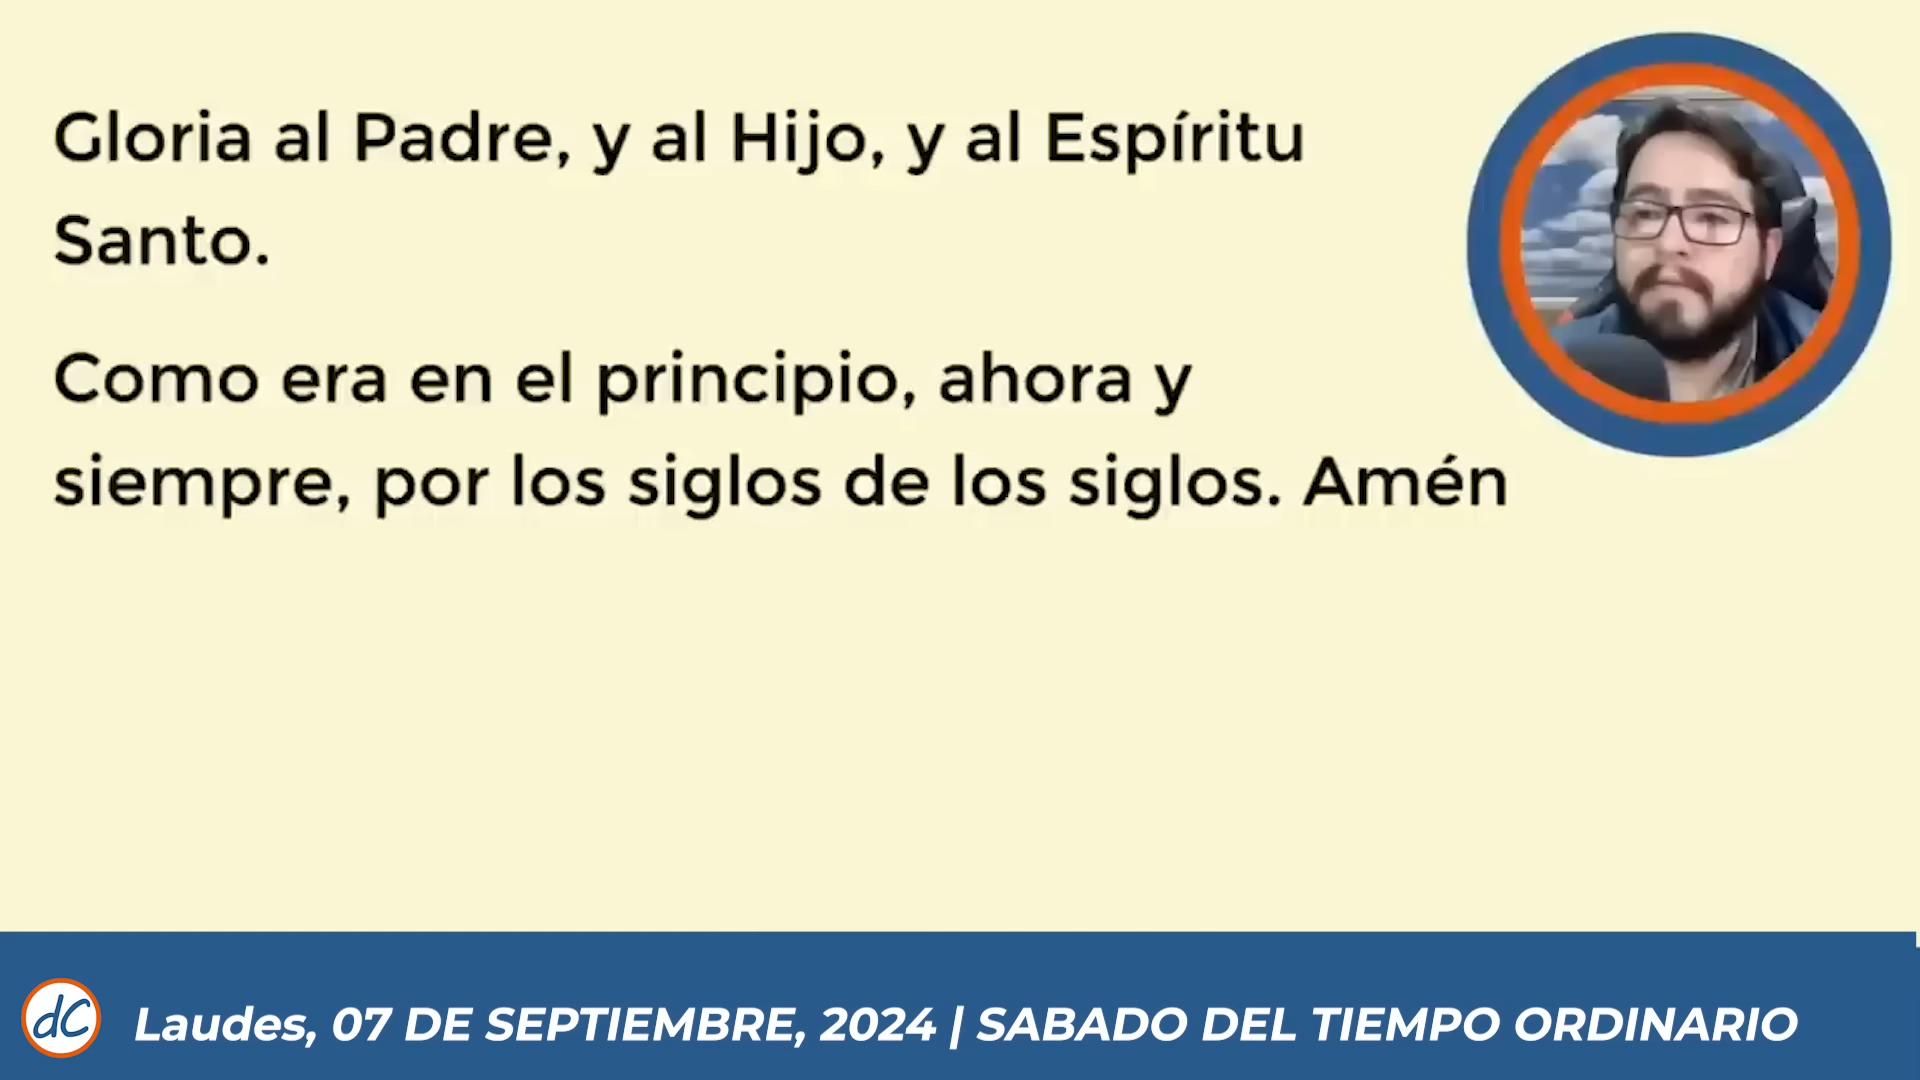 Gloria al Padre, y al Hijo, y al Espíritu
Santo.
Como era en el principio, ahora y
siempre, por los siglos de los siglos. Amén
dC
Laudes, 07 DE SEPTIEMBRE, 2024 | SABADO DEL TIEMPO ORDINARIO